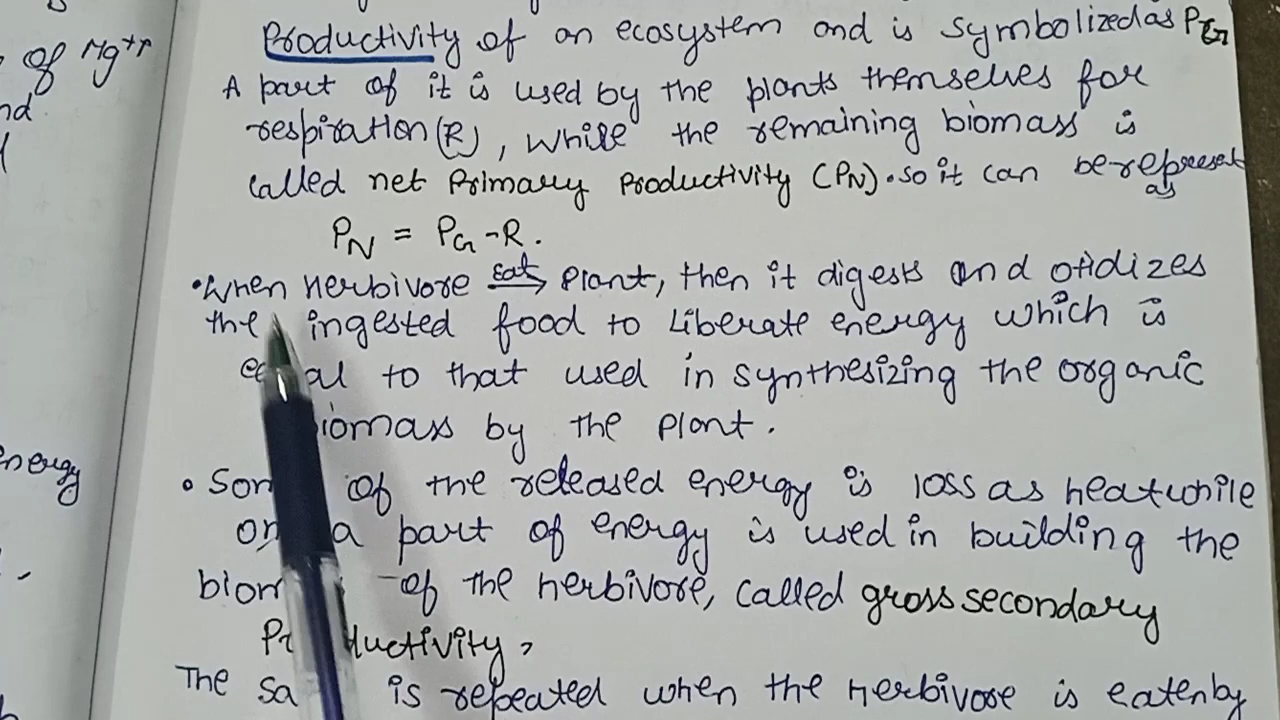 of Mg++
nd
energy
Productivity of an ecosystem and is symbolized as PG
A part of it is used by the plants themselves for
respiration (R), while the remaining biomass is
called net Primary Productivity (PN). so it can be represent
as
PN = PG - R.
• When herbivore eat → Plant, then it digests and otidizes
the ingested food to Liberate energy which is
to that used in synthesizing the organic
by the plant.
• of the released energy is loss as heat while
a part of energy is used in building the
of the herbivore, called gross secondary
The is repeated when the herbivore is eaten by